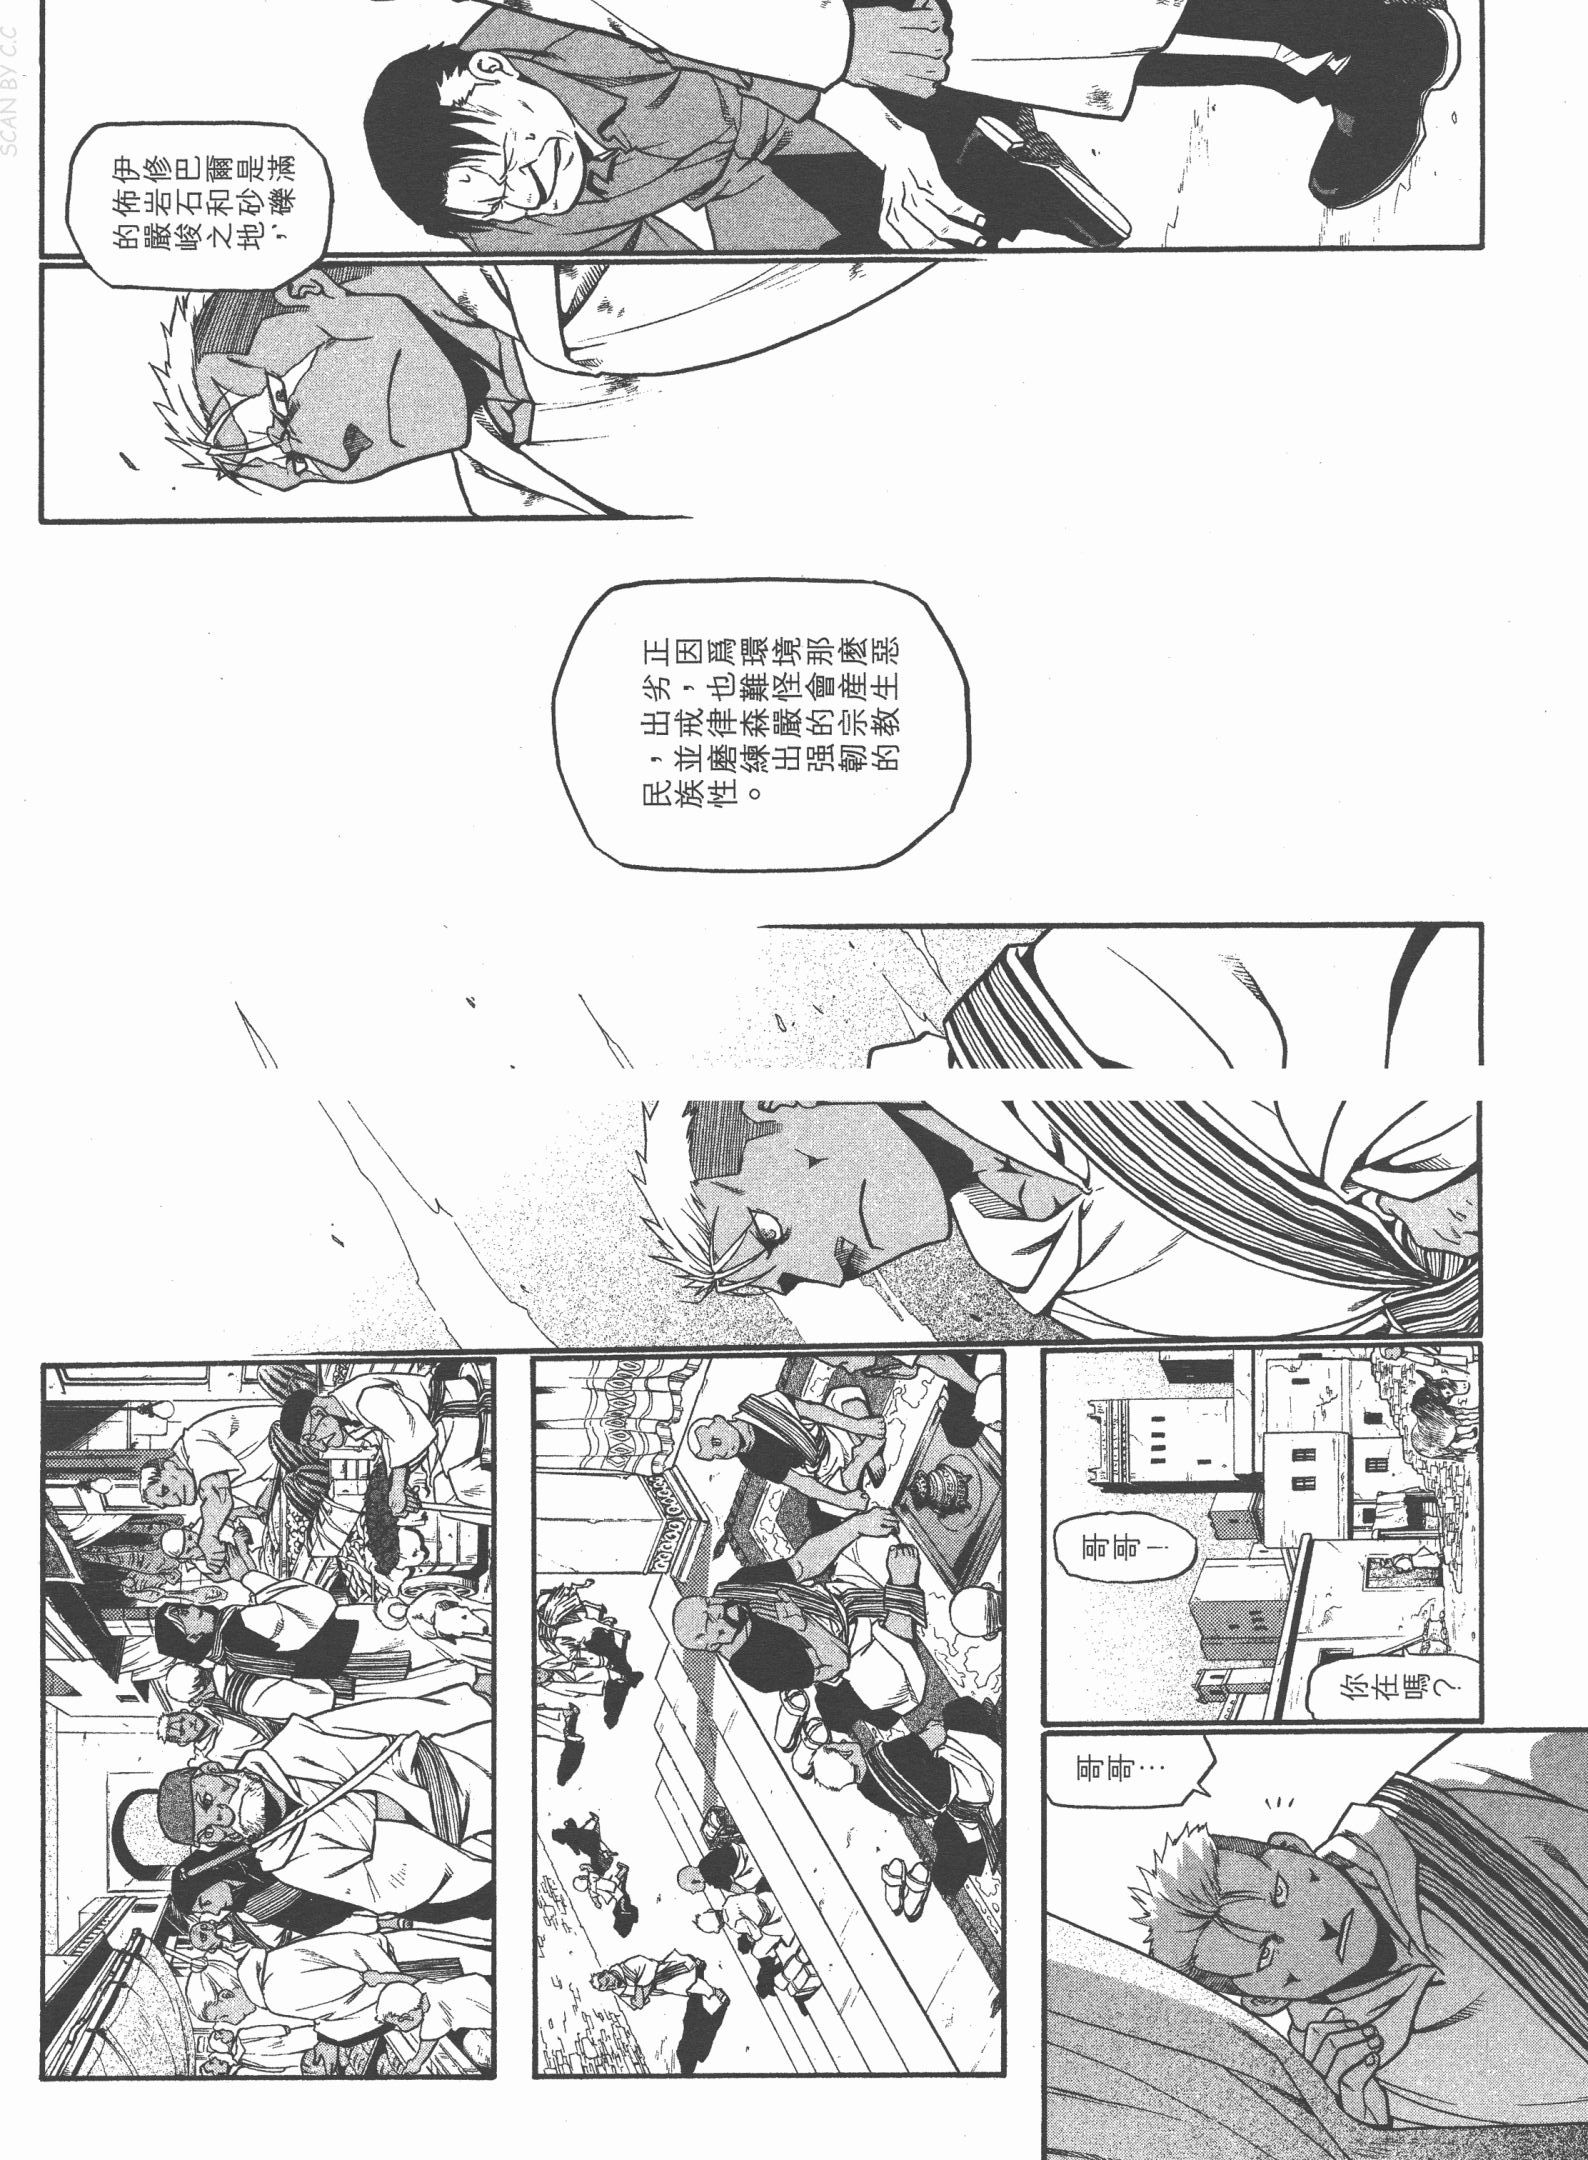 伊修巴爾是滿
佈岩石和砂礫
的嚴峻之地，
正因爲環境那麼惡
劣，也難怪會産生
出戒律森嚴的宗教
，並磨練出强韌的
民族性。
哥哥！
你在嗎？
哥哥…
SCAN BY C.C